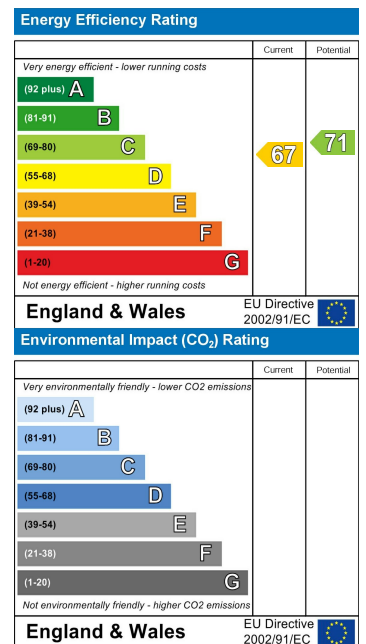 Energy Efficiency Rating
Current Potential
Very energy efficient - lower running costs
(92 plus) A
(81-91) B
(69-80) C
(55-68) D
(39-54) E
(21-38) F
(1-20) G
67
71
Not energy efficient - higher running costs
England & Wales
EU Directive
2002/91/EC
Environmental Impact (CO₂) Rating
Current Potential
Very environmentally friendly - lower CO2 emissions
(92 plus) A
(81-91) B
(69-80) C
(55-68) D
(39-54) E
(21-38) F
(1-20) G
Not environmentally friendly - higher CO2 emissions
England & Wales
EU Directive
2002/91/EC